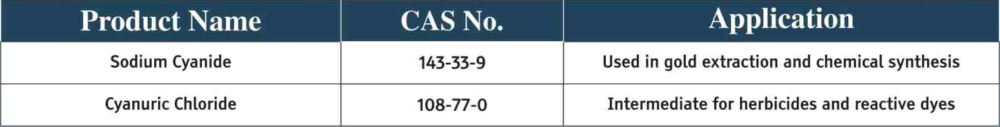 Product Name CAS No. Application
Sodium Cyanide 143-33-9 Used in gold extraction and chemical synthesis
Cyanuric Chloride 108-77-0 Intermediate for herbicides and reactive dyes